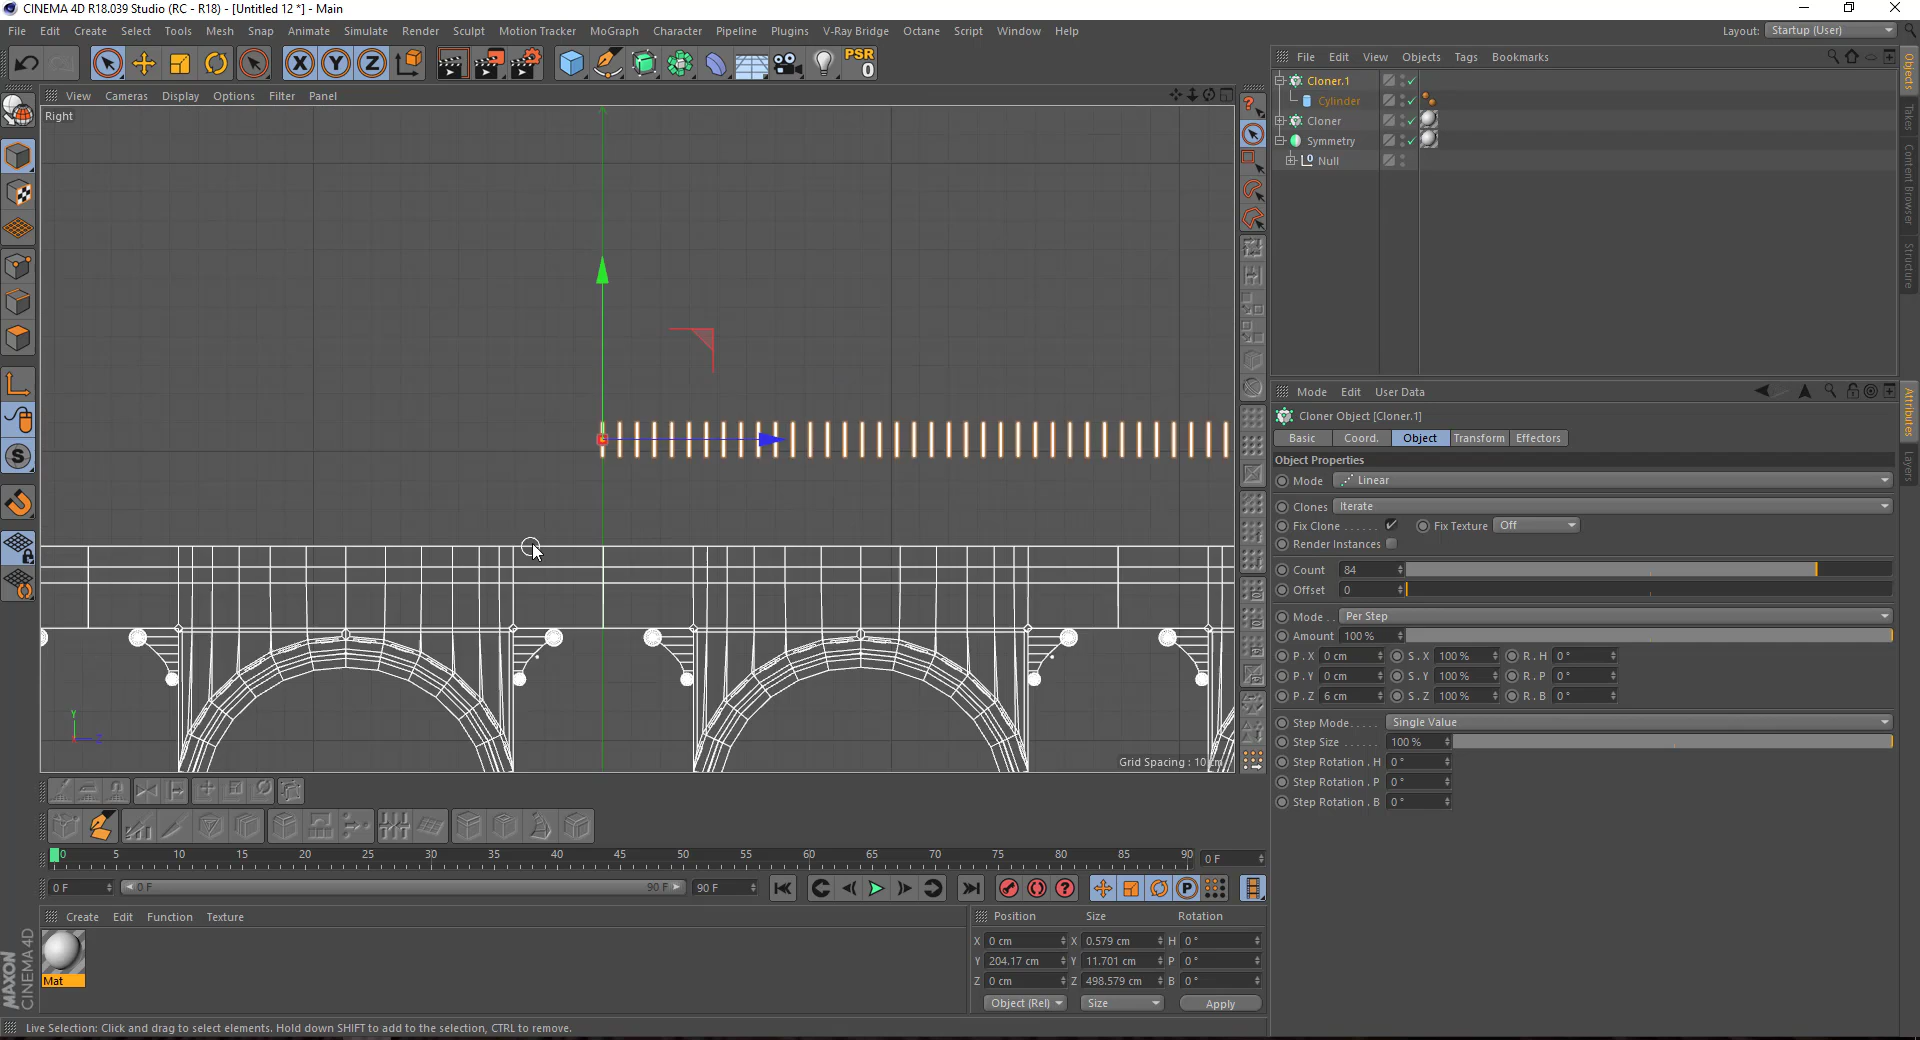 CINEMA 4D R18.039 Studio (RC - R18) - [Untitled 12 *] - Main
File Edit Create Select Tools Mesh Snap Animate Simulate Render Sculpt Motion Tracker MoGraph Character Pipeline Plugins V-Ray Bridge Octane Script Window Help
Layout: Startup (User)
X Y Z PSR
0
View Cameras Display Options Filter Panel
Right
File Edit View Objects Tags Bookmarks
Cloner.1
Cylinder
Cloner
Symmetry
Null
Objects
Takes
Content Browser
Structure
Mode Edit User Data
Cloner Object [Cloner.1]
Basic Coord. Object Transform Effectors
Object Properties
Mode Linear
Clones Iterate
Fix Clone ...... Fix Texture Off
Render Instances
Count 84
Offset 0
Mode . . Per Step
Amount 100 %
P . X 0 cm S . X 100 % R . H 0 °
P . Y 0 cm S . Y 100 % R . P 0 °
P . Z 6 cm S . Z 100 % R . B 0 °
Step Mode..... Single Value
Step Size ...... 100 %
Step Rotation . H 0 °
Step Rotation . P 0 °
Step Rotation . B 0 °
Attributes
Layers
Y
Z
Grid Spacing : 10
0 5 10 15 20 25 30 35 40 45 50 55 60 65 70 75 80 85 90 0 F
0 F 0 F 90 F 90 F
Create Edit Function Texture
Mat
MAXON
CINEMA 4D
Position Size Rotation
X 0 cm X 0.579 cm H 0 °
Y 204.17 cm Y 11.701 cm P 0 °
Z 0 cm Z 498.579 cm B 0 °
Object (Rel) Size Apply
Live Selection: Click and drag to select elements. Hold down SHIFT to add to the selection, CTRL to remove.